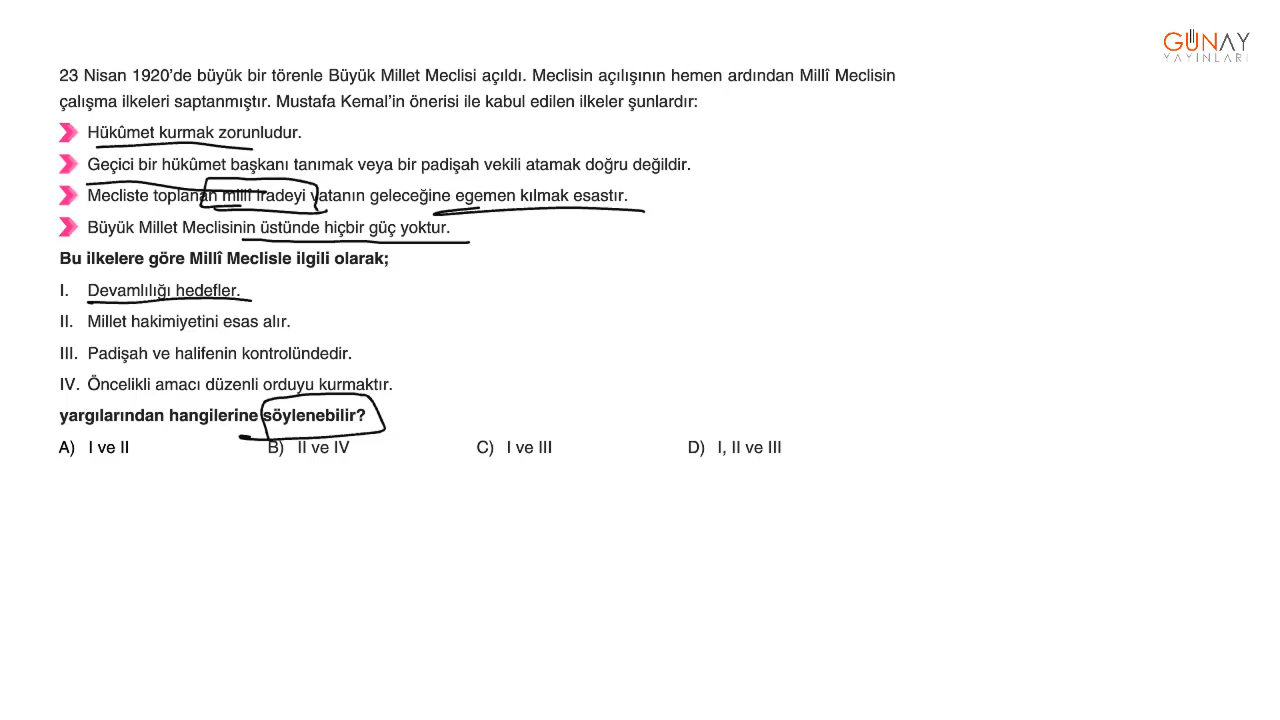 GÜNAY
YAYINLARI
23 Nisan 1920’de büyük bir törenle Büyük Millet Meclisi açıldı. Meclisin açılışının hemen ardından Millî Meclisin
çalışma ilkeleri saptanmıştır. Mustafa Kemal’in önerisi ile kabul edilen ilkeler şunlardır:
Hükûmet kurmak zorunludur.
Geçici bir hükûmet başkanı tanımak veya bir padişah vekili atamak doğru değildir.
Mecliste toplanan millî iradeyi vatanın geleceğine egemen kılmak esastır.
Büyük Millet Meclisinin üstünde hiçbir güç yoktur.
Bu ilkelere göre Millî Meclisle ilgili olarak;
I. Devamlılığı hedefler.
II. Millet hakimiyetini esas alır.
III. Padişah ve halifenin kontrolündedir.
IV. Öncelikli amacı düzenli orduyu kurmaktır.
yargılarından hangilerine söylenebilir?
A) I ve II B) II ve IV C) I ve III D) I, II ve III